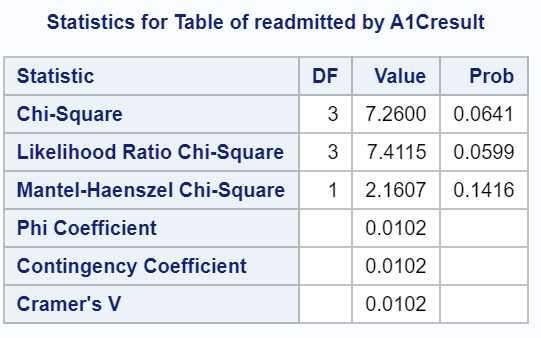 Statistics for Table of readmitted by A1Cresult
Statistic DF Value Prob
Chi-Square 3 7.2600 0.0641
Likelihood Ratio Chi-Square 3 7.4115 0.0599
Mantel-Haenszel Chi-Square 1 2.1607 0.1416
Phi Coefficient 0.0102
Contingency Coefficient 0.0102
Cramer's V 0.0102